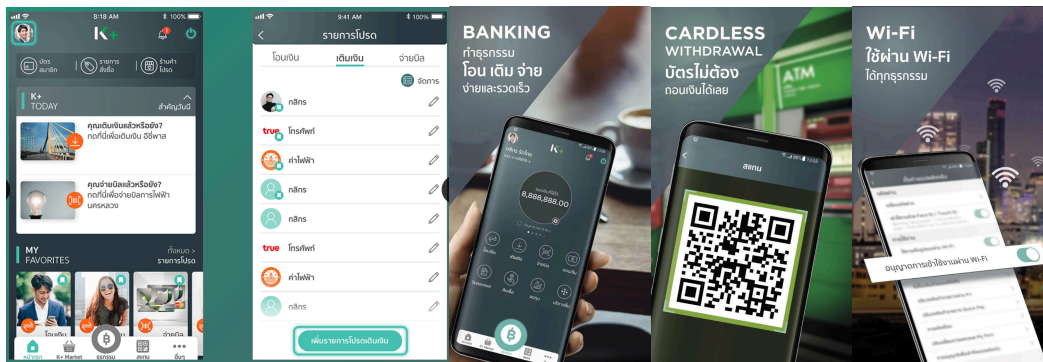 8:18 AM
100%
K+
บัตร
สมาชิก
รายการ
สั่งซื้อ
ร้านค้า
โปรด
K+
TODAY
สำคัญวันนี้
คุณเติมเงินแล้วหรือยัง?
กดที่นี่เพื่อเติมเงิน อีซี่พาส
คุณจ่ายบิลแล้วหรือยัง?
กดที่นี่เพื่อจ่ายบิลการไฟฟ้า
นครหลวง
MY
FAVORITES
ทั้งหมด >
รายการโปรด
โอนเงิน
จ่ายบิล
หน้าแรก
K+ Market
ธุรกรรม
สแกน
อื่นๆ
9:41 AM
100%
รายการโปรด
โอนเงิน
เติมเงิน
จ่ายบิล
จัดการ
กสิกร
true
โทรศัพท์
ค่าไฟฟ้า
กสิกร
กสิกร
true
โทรศัพท์
ค่าไฟฟ้า
กสิกร
เพิ่มรายการโปรดเติมเงิน
BANKING
ทำธุรกรรม
โอน เติม จ่าย
ง่ายและรวดเร็ว
K+
8,888,888.00
CARDLESS
WITHDRAWAL
บัตรไม่ต้อง
ถอนเงินได้เลย
ATM
สแกน
Wi-Fi
ใช้ผ่าน Wi-Fi
ได้ทุกธุรกรรม
อนุญาตการเข้าใช้งานผ่าน Wi-Fi